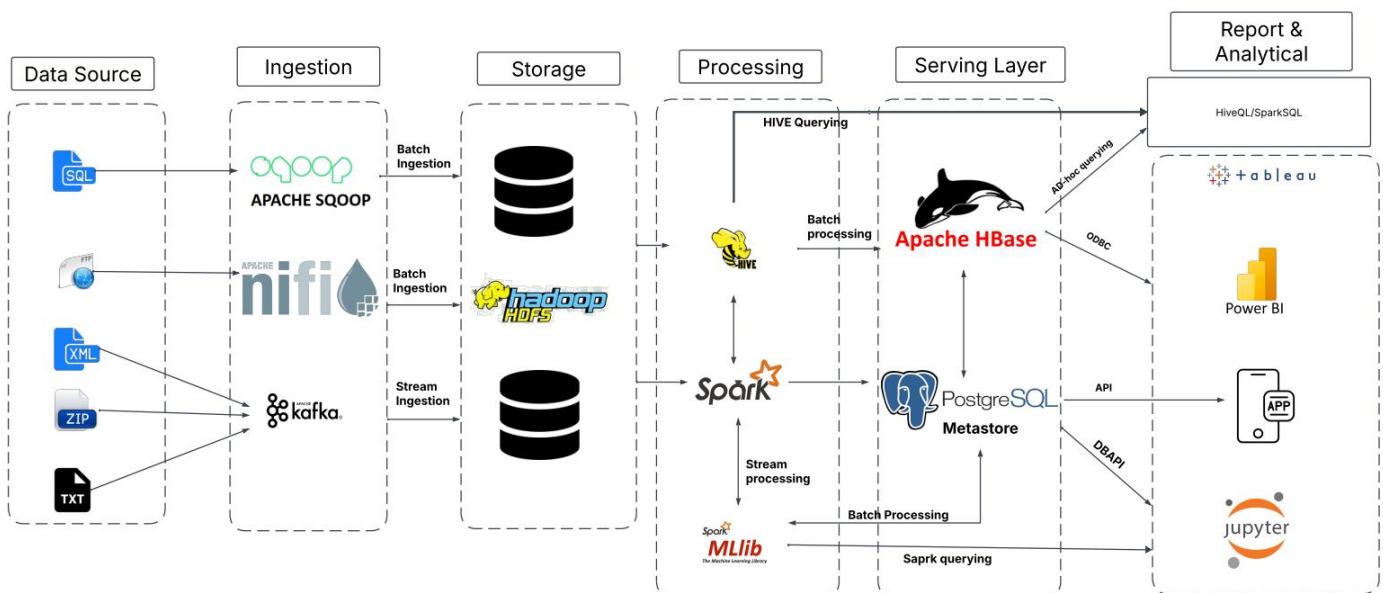 Data Source
Ingestion
Storage
Processing
Serving Layer
Report &
Analytical
SQL
FTP
XML
ZIP
TXT
sqoop
APACHE SQOOP
APACHE
nifi
APACHE
kafka
Batch
Ingestion
Batch
Ingestion
Stream
Ingestion
hadoop
HDFS
HIVE Querying
HIVE
Batch
processing
Spark
Stream
processing
Spark
MLlib
The Machine Learning Library
Apache HBase
PostgreSQL
Metastore
Batch Processing
Saprk querying
AD-hoc querying
ODBC
API
DBAPI
HiveQL/SparkSQL
+ableau
Power BI
APP
jupyter